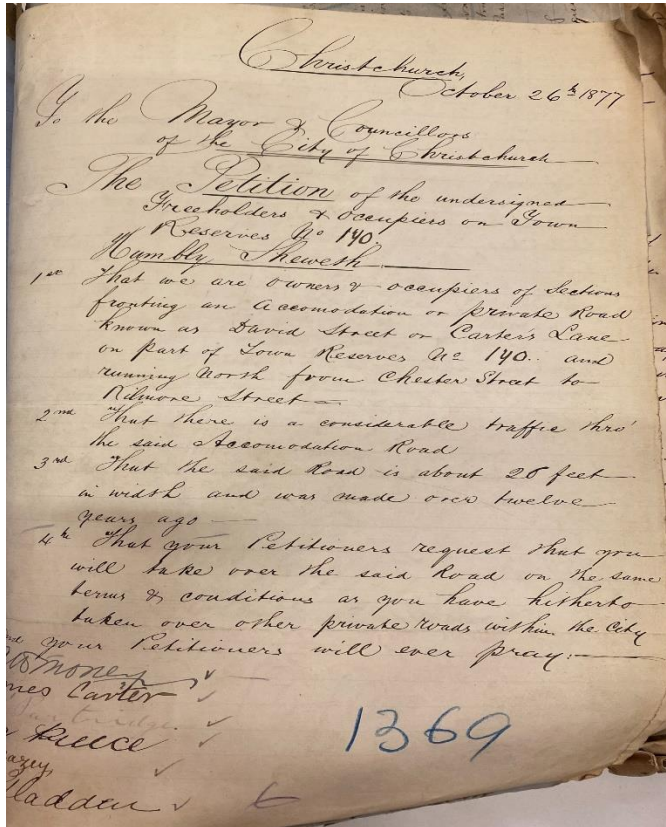 Christchurch,
October 26th 1877
To the Mayor & Councillors
of the City of Christchurch
The Petition of the undersigned
Freeholders & occupiers on Town
Reserves No 140
Humbly Sheweth
1st That we are owners & occupiers of Sections
fronting an Accomodation or private Road
known as David Street or Carter's Lane
on part of Town Reserves No 140.. and
running North from Chester Street to
Kilmore Street
2nd That there is a considerable traffic thro'
the said Accomodation Road
3rd That the said Road is about 20 feet
in width and was made over twelve
years ago
4th That your Petitioners request that you
will take over the said Road on the same
terms & conditions as you have hitherto
taken over other private roads within the City
your Petitioners will ever pray:
Carter
1369
6